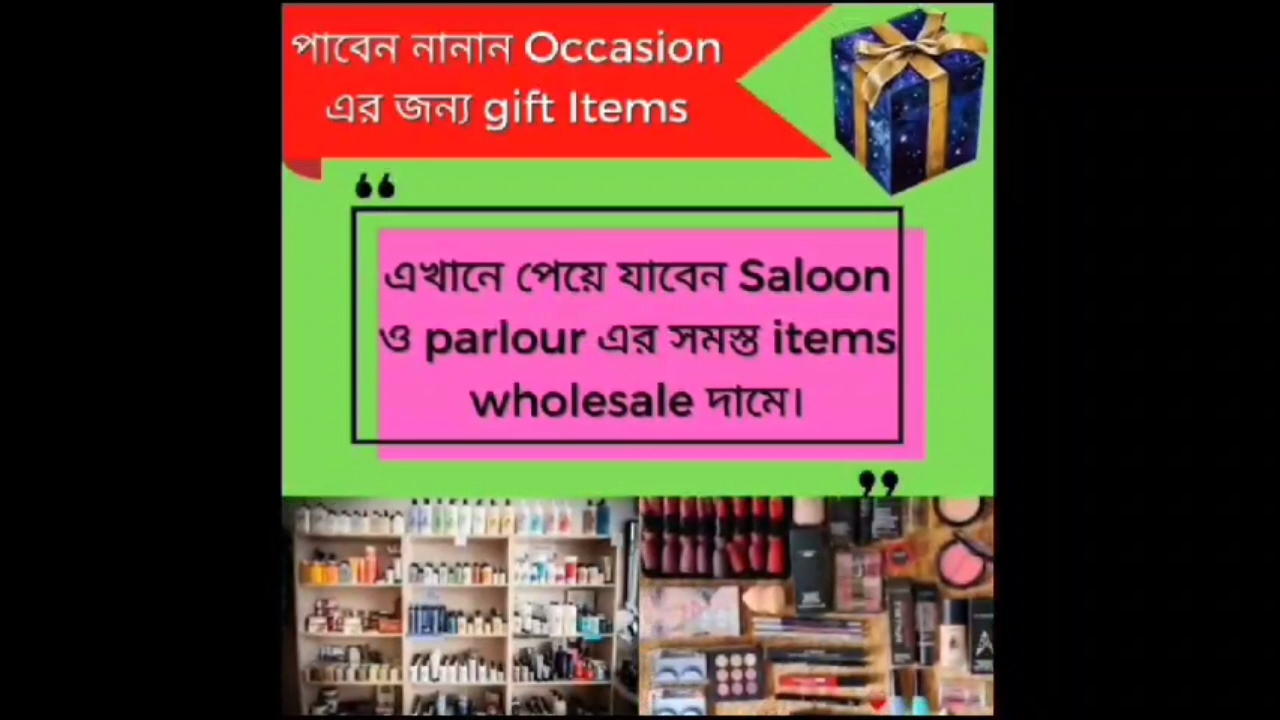 পাবেন নানান Occasion
এর জন্য gift Items
এখানে পেয়ে যাবেন Saloon
ও parlour এর সমস্ত items
wholesale দামে।